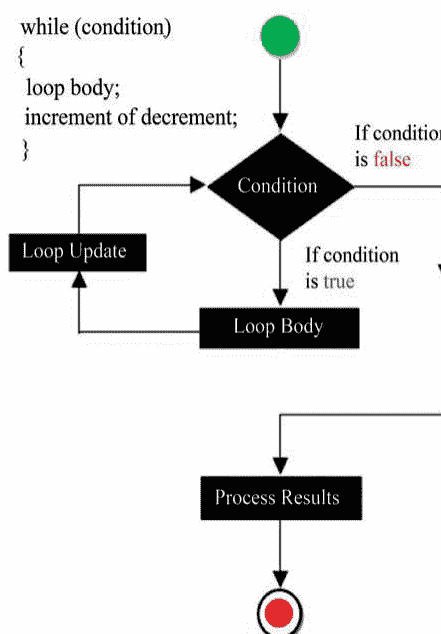 while (condition)
{
loop body;
increment of decrement;
}
If condition
is false
Condition
Loop Update
If condition
is true
Loop Body
Process Results